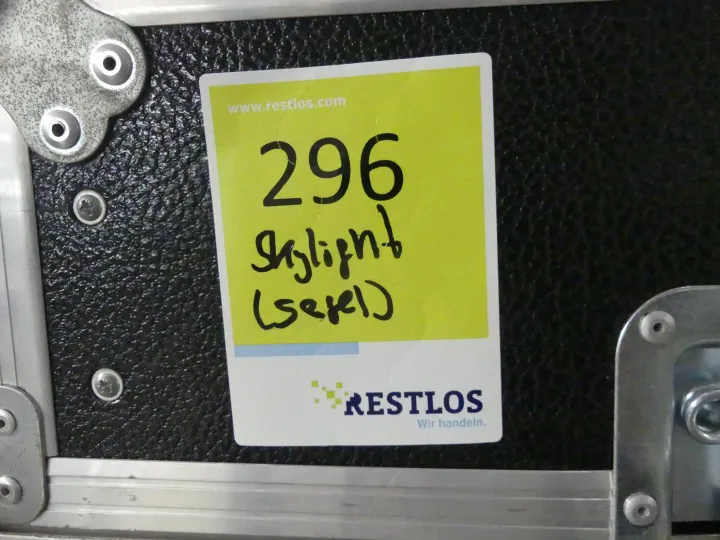 www.restlos.com
296
Skylight
(Segel)
RESTLOS
Wir handeln.